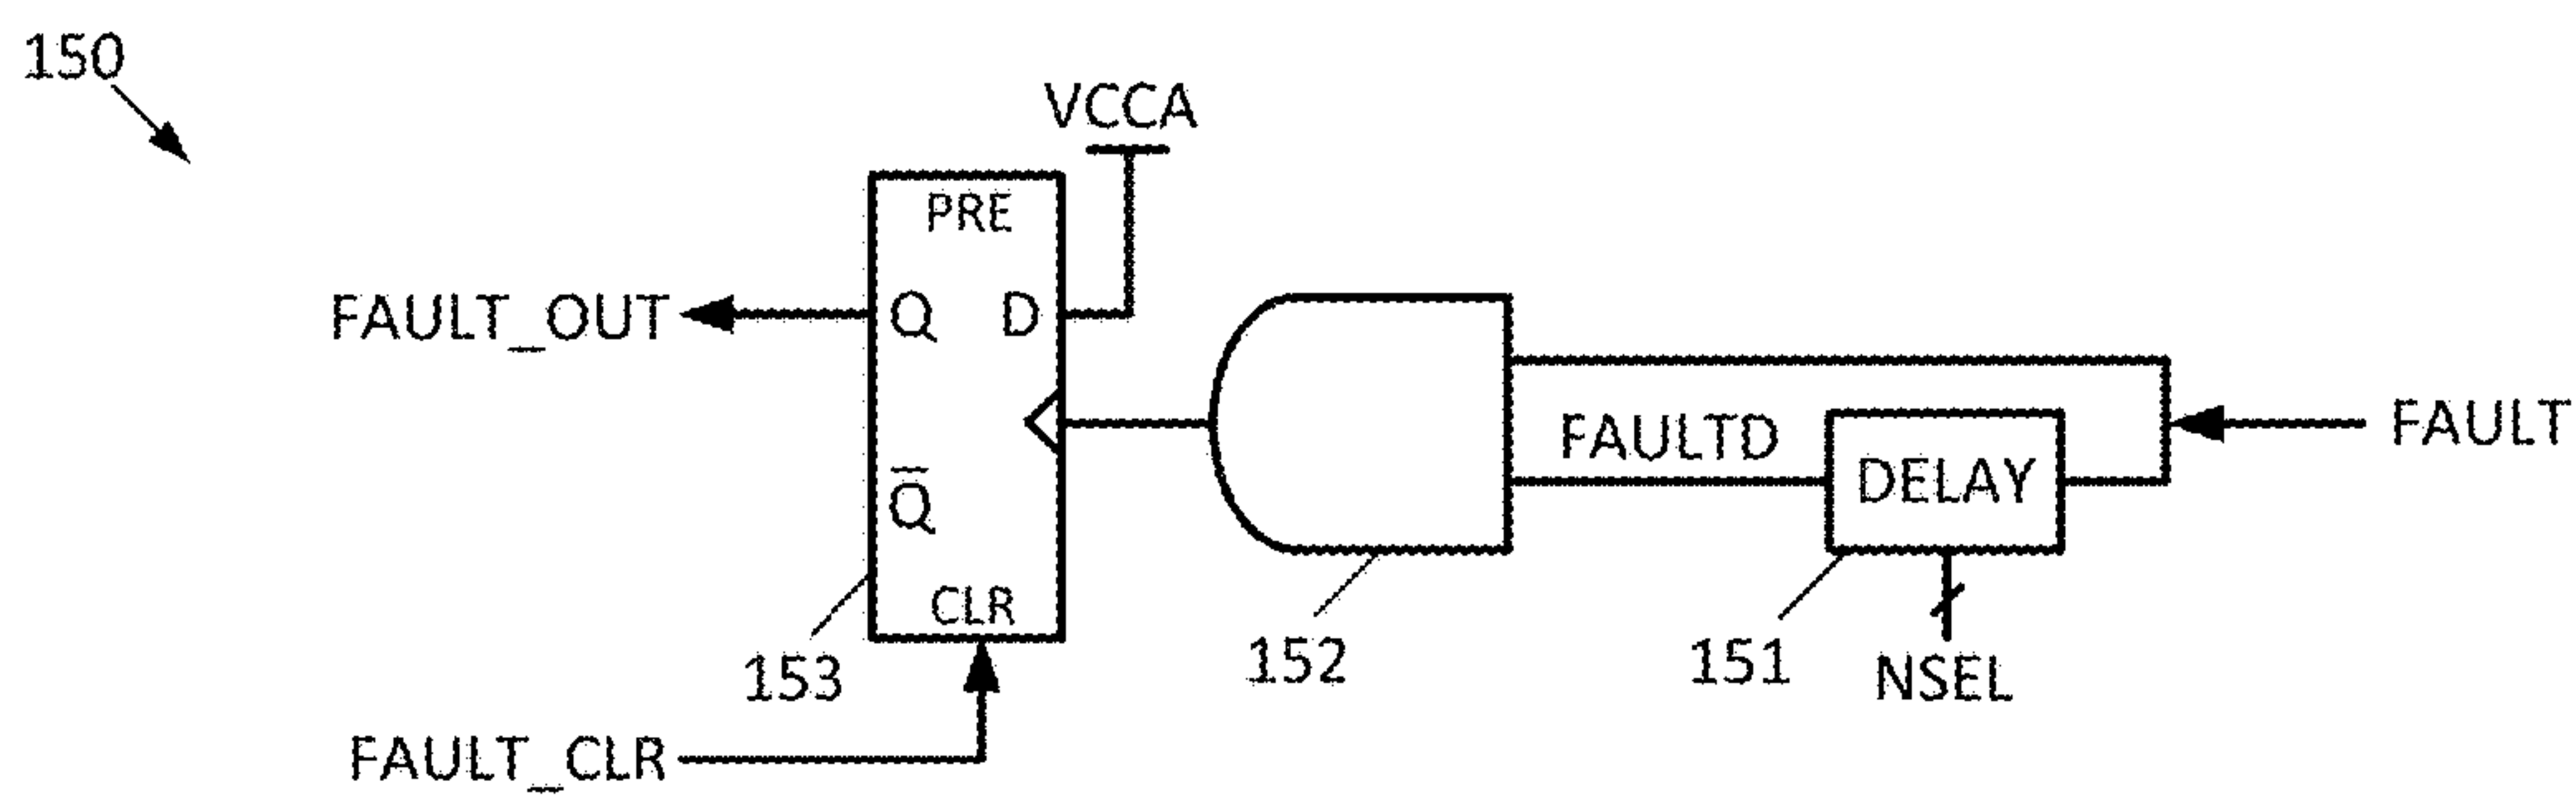 150
VCCA
PRE
FAULT_OUT
Q
D
FAULT
FAULTD
DELAY
Q̅
CLR
153
152
151
NSEL
FAULT_CLR